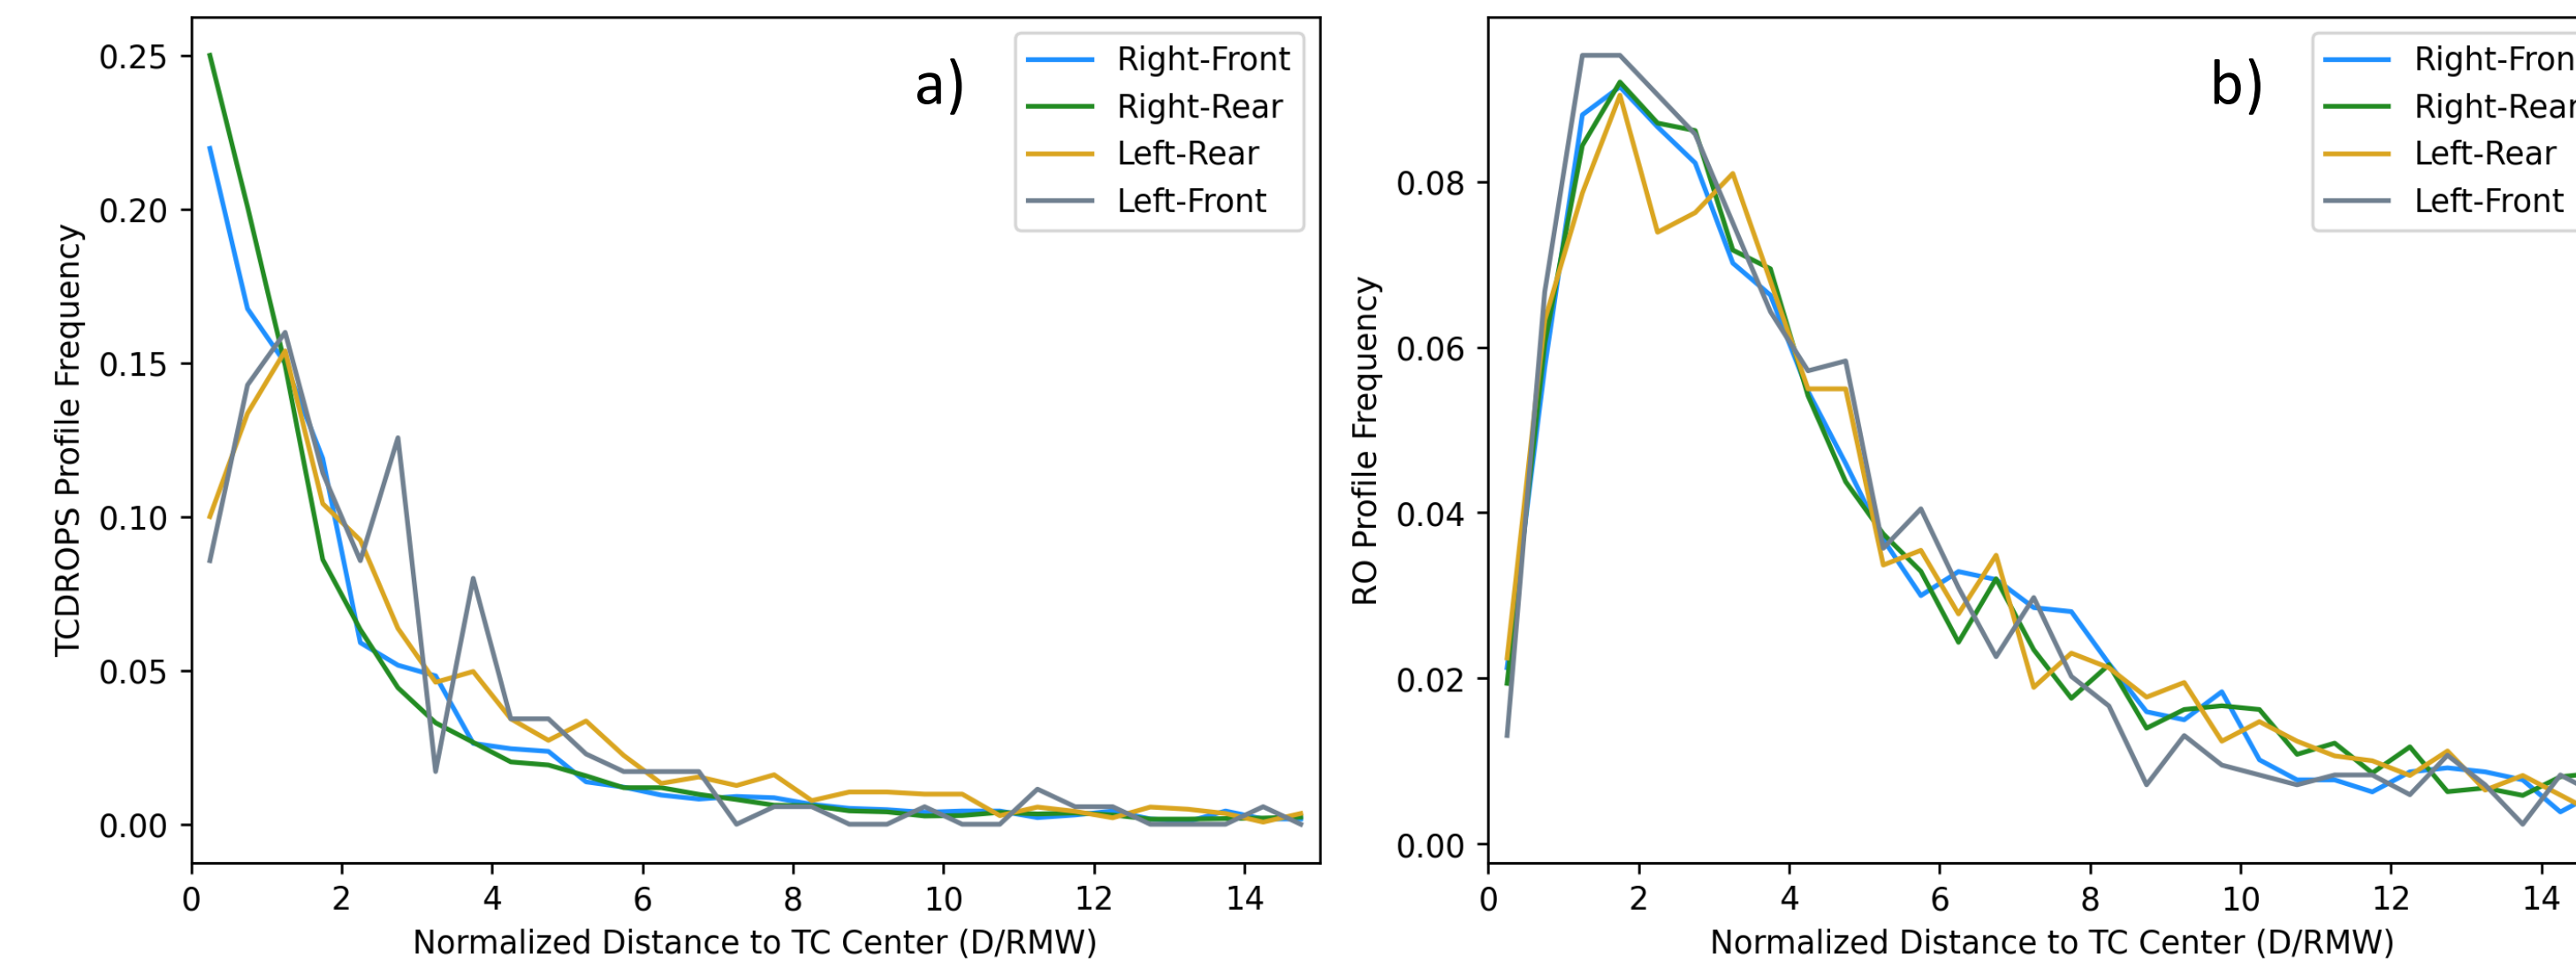 a)
Right-Front
Right-Rear
Left-Rear
Left-Front
TCDROPS Profile Frequency
0.25
0.20
0.15
0.10
0.05
0.00
0 2 4 6 8 10 12 14
Normalized Distance to TC Center (D/RMW)
b)
Right-Fron
Right-Rear
Left-Rear
Left-Front
RO Profile Frequency
0.08
0.06
0.04
0.02
0.00
0 2 4 6 8 10 12 14
Normalized Distance to TC Center (D/RMW)